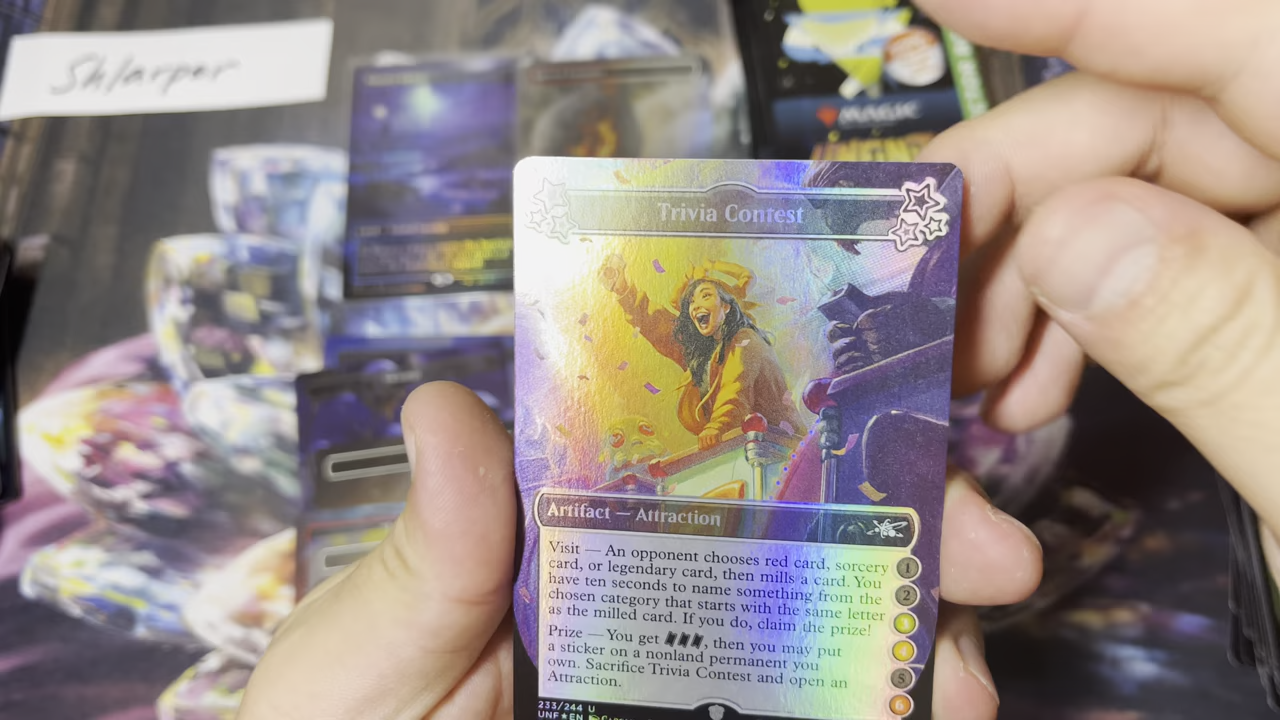 Shlarper
MAGIC
Trivia Contest
Artifact — Attraction
Visit — An opponent chooses red card, sorcery
card, or legendary card, then mills a card. You
have ten seconds to name something from the
chosen category that starts with the same letter
as the milled card. If you do, claim the prize!
Prize — You get , then you may put
a sticker on a nonland permanent you
own. Sacrifice Trivia Contest and open an
Attraction.
1
2
3
4
5
6
233/244 U
UNF★EN